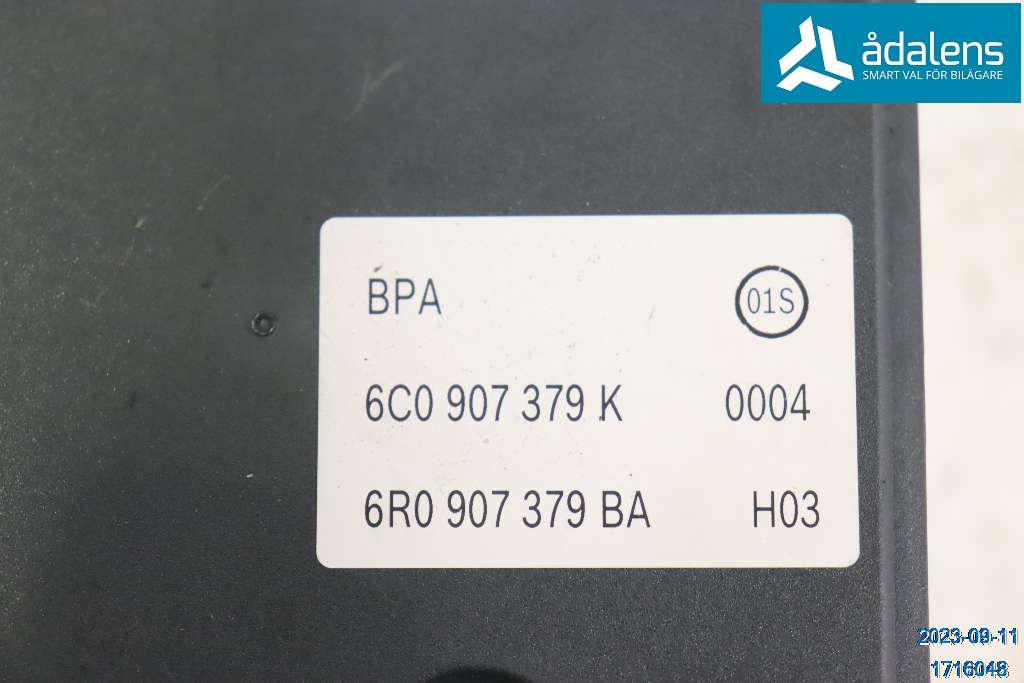 ådalens
SMART VAL FÖR BILÄGARE
BPA
01S
6C0 907 379 K 0004
6R0 907 379 BA H03
2023-09-11
1716048